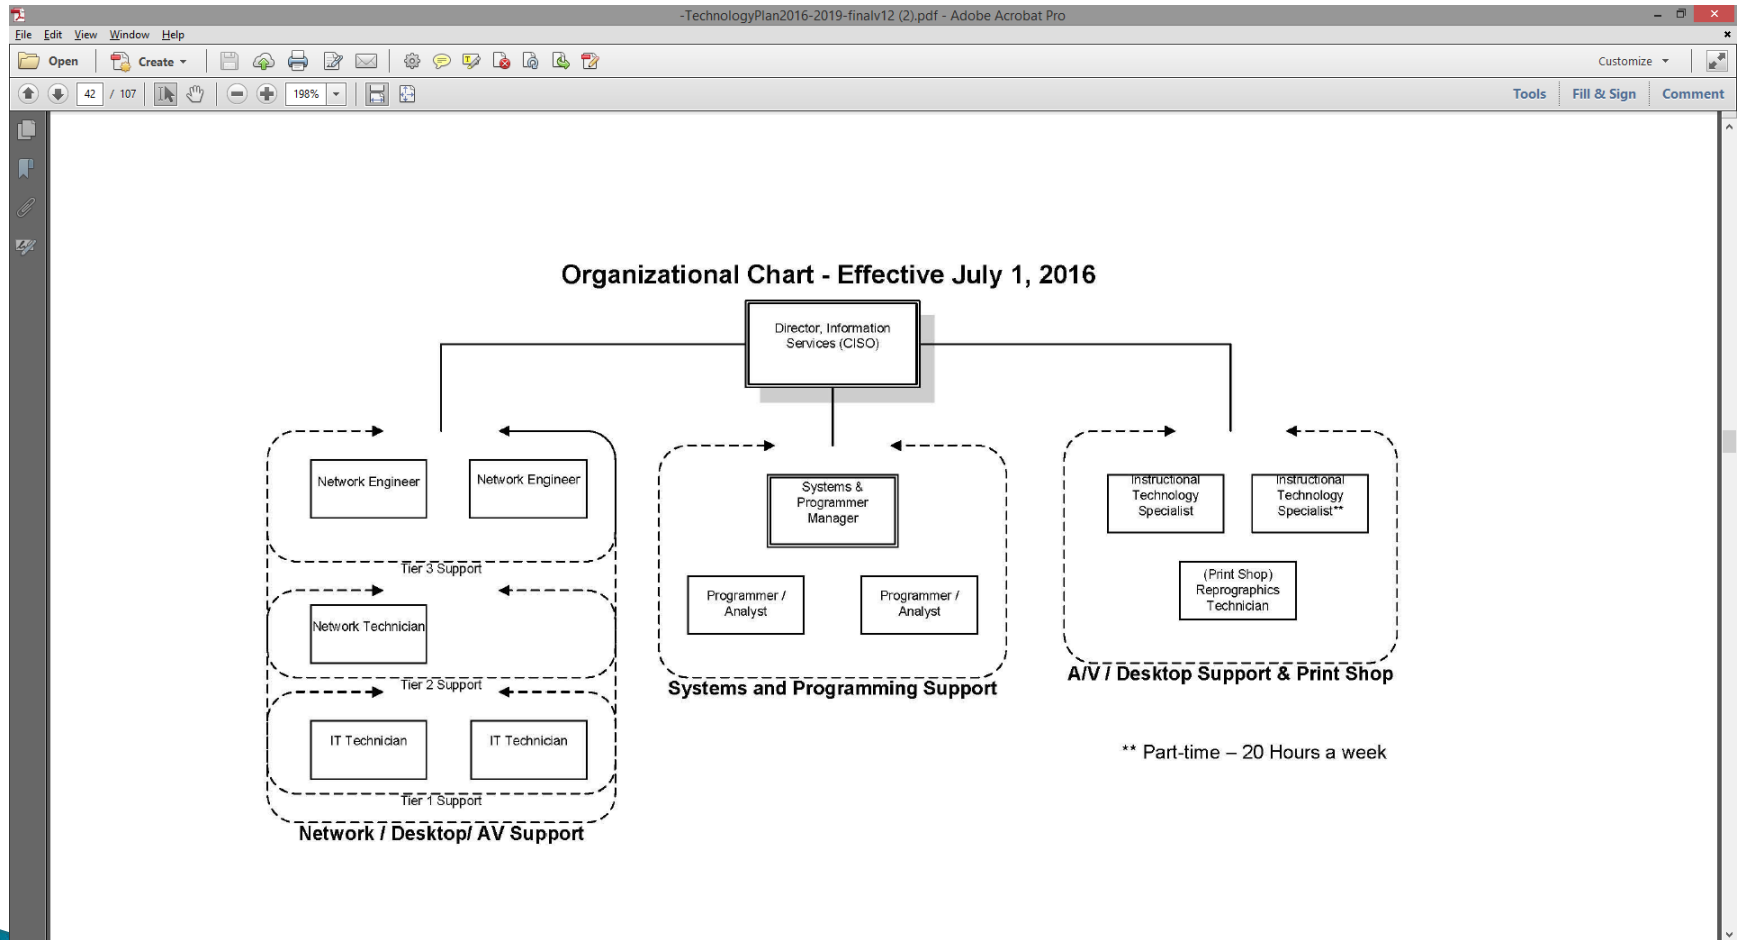 -TechnologyPlan2016-2019-finalv12 (2).pdf - Adobe Acrobat Pro
File Edit View Window Help
Open Create Customize
42 / 107 198% Tools Fill & Sign Comment
Organizational Chart - Effective July 1, 2016
Director, Information
Services (CISO)
Network Engineer
Network Engineer
Tier 3 Support
Network Technician
Tier 2 Support
IT Technician
IT Technician
Tier 1 Support
Network / Desktop/ AV Support
Systems &
Programmer
Manager
Programmer /
Analyst
Programmer /
Analyst
Systems and Programming Support
Instructional
Technology
Specialist
Instructional
Technology
Specialist**
(Print Shop)
Reprographics
Technician
A/V / Desktop Support & Print Shop
** Part-time – 20 Hours a week